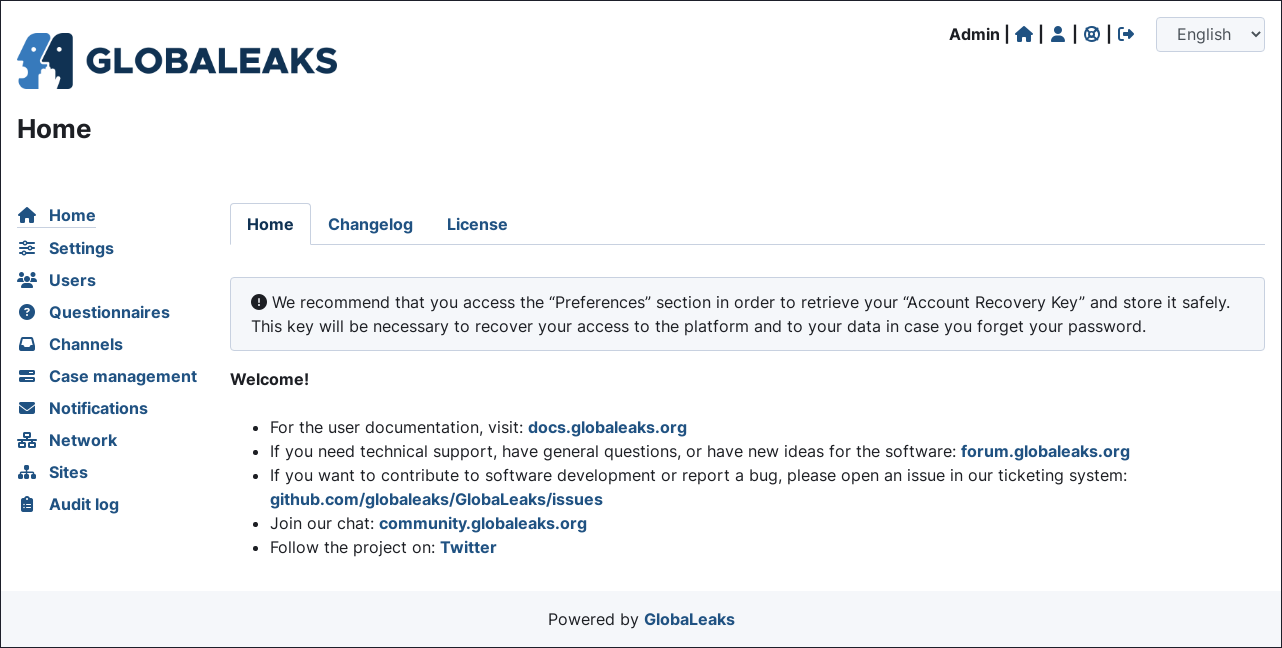 Admin | | | |
English
GLOBALEAKS
Home
Home
Settings
Users
Questionnaires
Channels
Case management
Notifications
Network
Sites
Audit log
Home
Changelog
License
We recommend that you access the “Preferences” section in order to retrieve your “Account Recovery Key” and store it safely.
This key will be necessary to recover your access to the platform and to your data in case you forget your password.
Welcome!
• For the user documentation, visit: docs.globaleaks.org
• If you need technical support, have general questions, or have new ideas for the software: forum.globaleaks.org
• If you want to contribute to software development or report a bug, please open an issue in our ticketing system:
github.com/globaleaks/GlobaLeaks/issues
• Join our chat: community.globaleaks.org
• Follow the project on: Twitter
Powered by GlobaLeaks